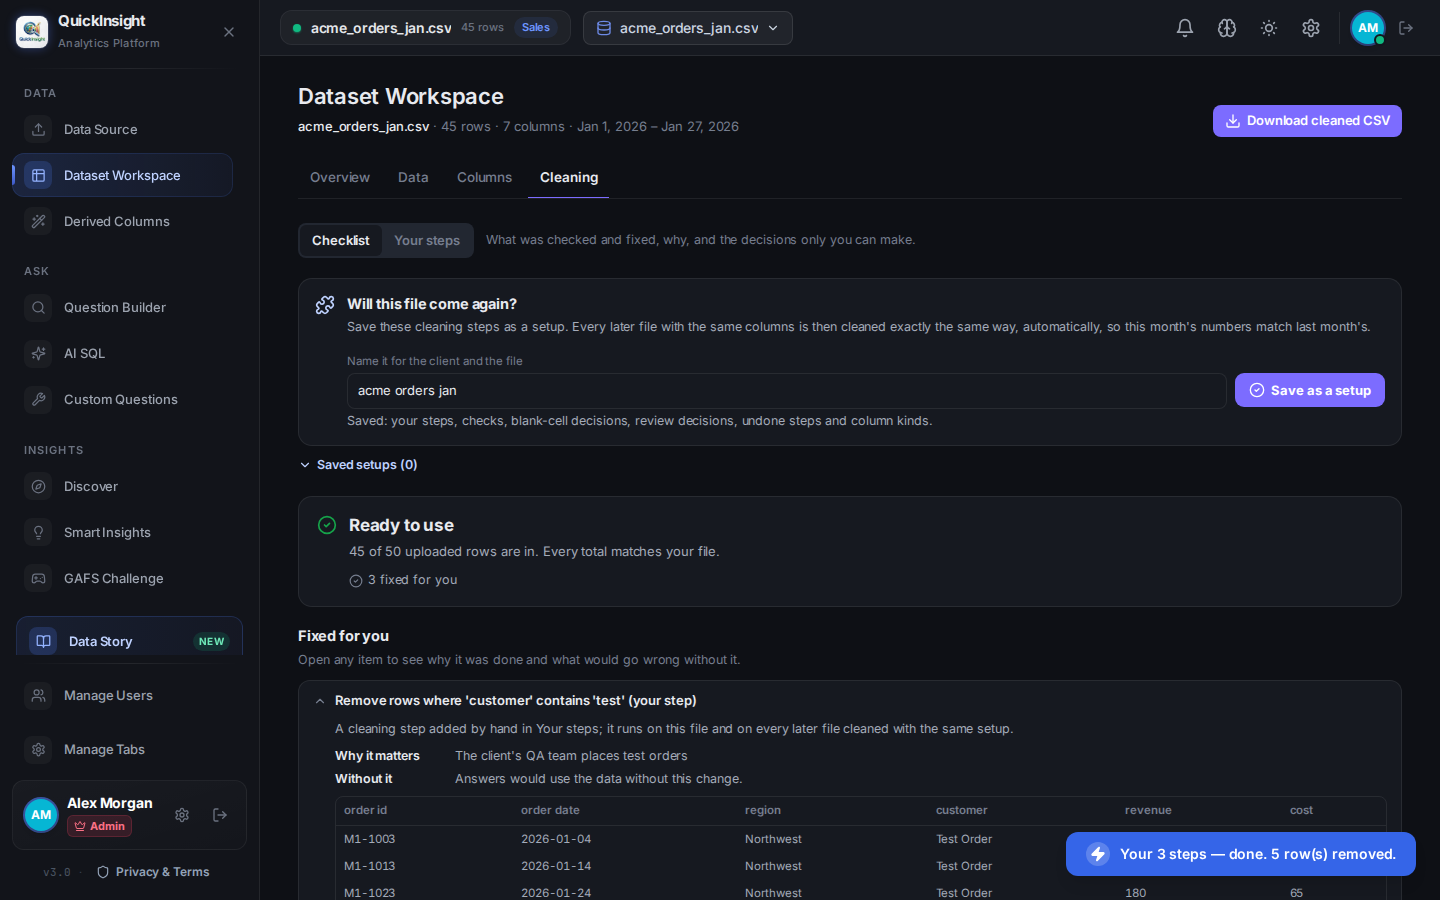 QuickInsight
Analytics Platform
DATA
Data Source
Dataset Workspace
Derived Columns
ASK
Question Builder
AI SQL
Custom Questions
INSIGHTS
Discover
Smart Insights
GAFS Challenge
Data Story NEW
Manage Users
Manage Tabs
AM Alex Morgan
Admin
v3.0 · Privacy & Terms
acme_orders_jan.csv 45 rows Sales
acme_orders_jan.csv
AM
Dataset Workspace
acme_orders_jan.csv · 45 rows · 7 columns · Jan 1, 2026 – Jan 27, 2026
Download cleaned CSV
Overview Data Columns Cleaning
Checklist Your steps What was checked and fixed, why, and the decisions only you can make.
Will this file come again?
Save these cleaning steps as a setup. Every later file with the same columns is then cleaned exactly the same way, automatically, so this month's numbers match last month's.
Name it for the client and the file
acme orders jan
Save as a setup
Saved: your steps, checks, blank-cell decisions, review decisions, undone steps and column kinds.
Saved setups (0)
Ready to use
45 of 50 uploaded rows are in. Every total matches your file.
3 fixed for you
Fixed for you
Open any item to see why it was done and what would go wrong without it.
Remove rows where 'customer' contains 'test' (your step)
A cleaning step added by hand in Your steps; it runs on this file and on every later file cleaned with the same setup.
Why it matters The client's QA team places test orders
Without it Answers would use the data without this change.
order id order date region customer revenue cost
M1-1003 2026-01-04 Northwest Test Order
M1-1013 2026-01-14 Northwest Test Order
M1-1023 2026-01-24 Northwest Test Order 180 65
Your 3 steps — done. 5 row(s) removed.